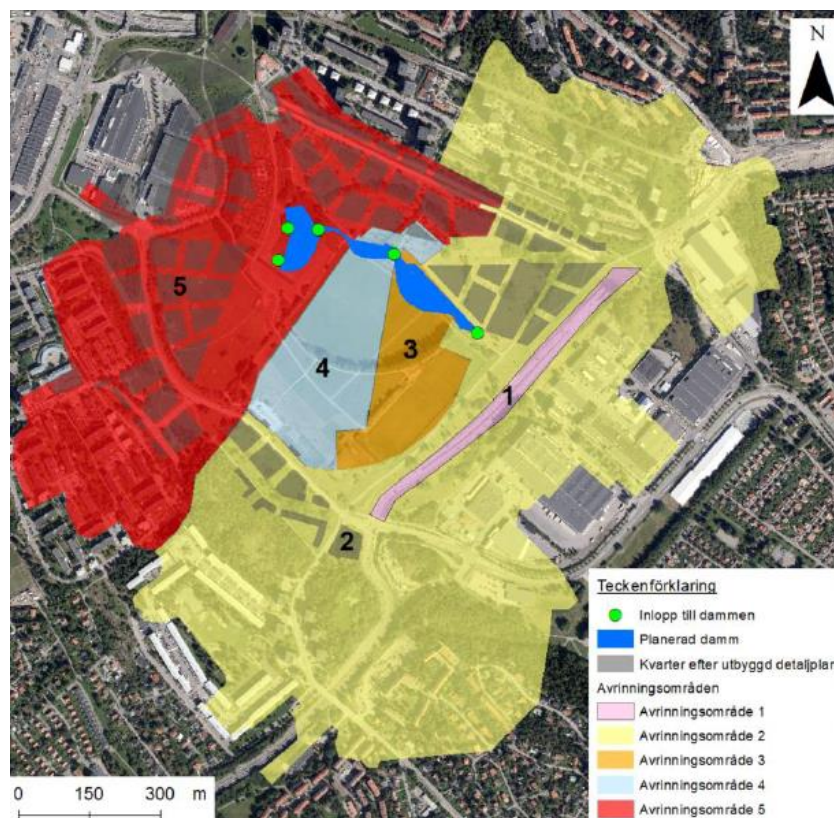 N
5
4
3
1
2
Teckenförklaring
Inlopp till dammen
Planerad damm
Kvarter efter utbyggd detaljplan
Avrinningsområden
Avrinningsområde 1
Avrinningsområde 2
Avrinningsområde 3
Avrinningsområde 4
Avrinningsområde 5
0 150 300 m